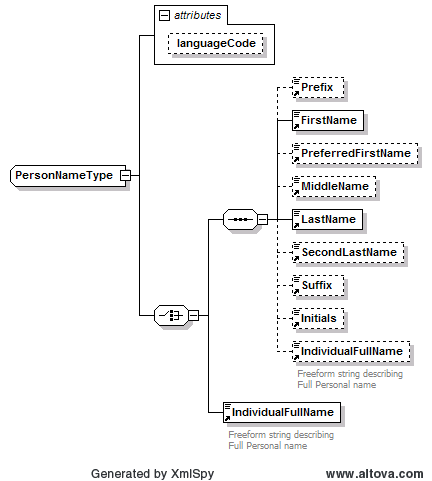 attributes
languageCode
Prefix
FirstName
PreferredFirstName
PersonNameType
MiddleName
LastName
SecondLastName
Suffix
Initials
IndividualFullName
Freeform string describing
Full Personal name
IndividualFullName
Freeform string describing
Full Personal name
Generated by XmlSpy
www.altova.com